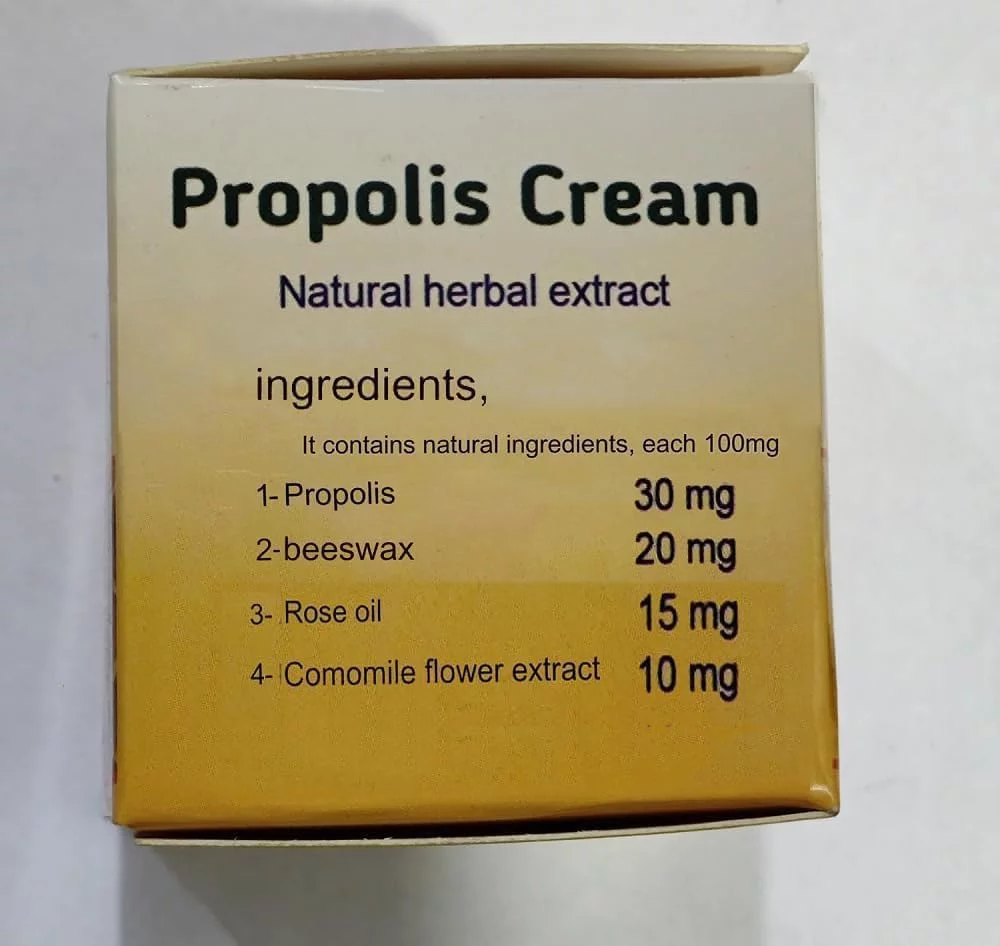 Propolis Cream
Natural herbal extract
ingredients,
It contains natural ingredients, each 100mg
1- Propolis 30 mg
2-beeswax 20 mg
3- Rose oil 15 mg
4- Comomile flower extract 10 mg